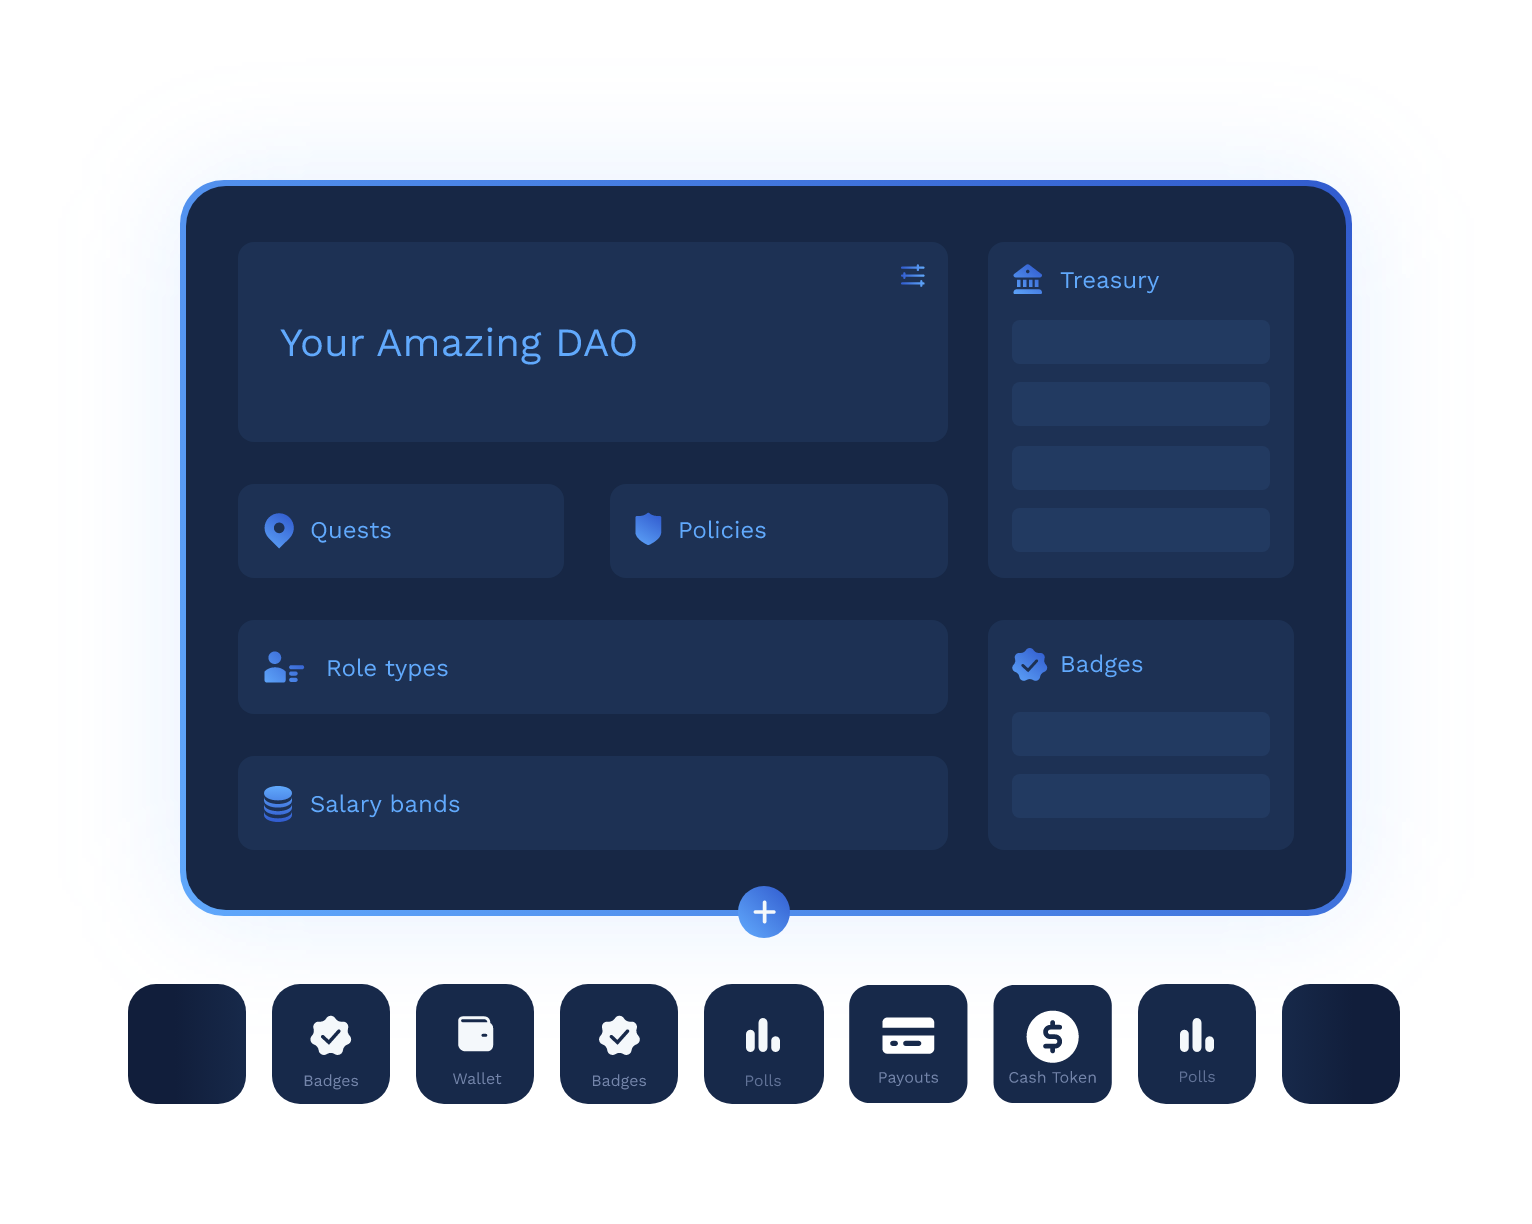 Your Amazing DAO
Treasury
Quests
Policies
Role types
Badges
Salary bands
Badges
Wallet
Badges
Polls
Payouts
Cash Token
Polls